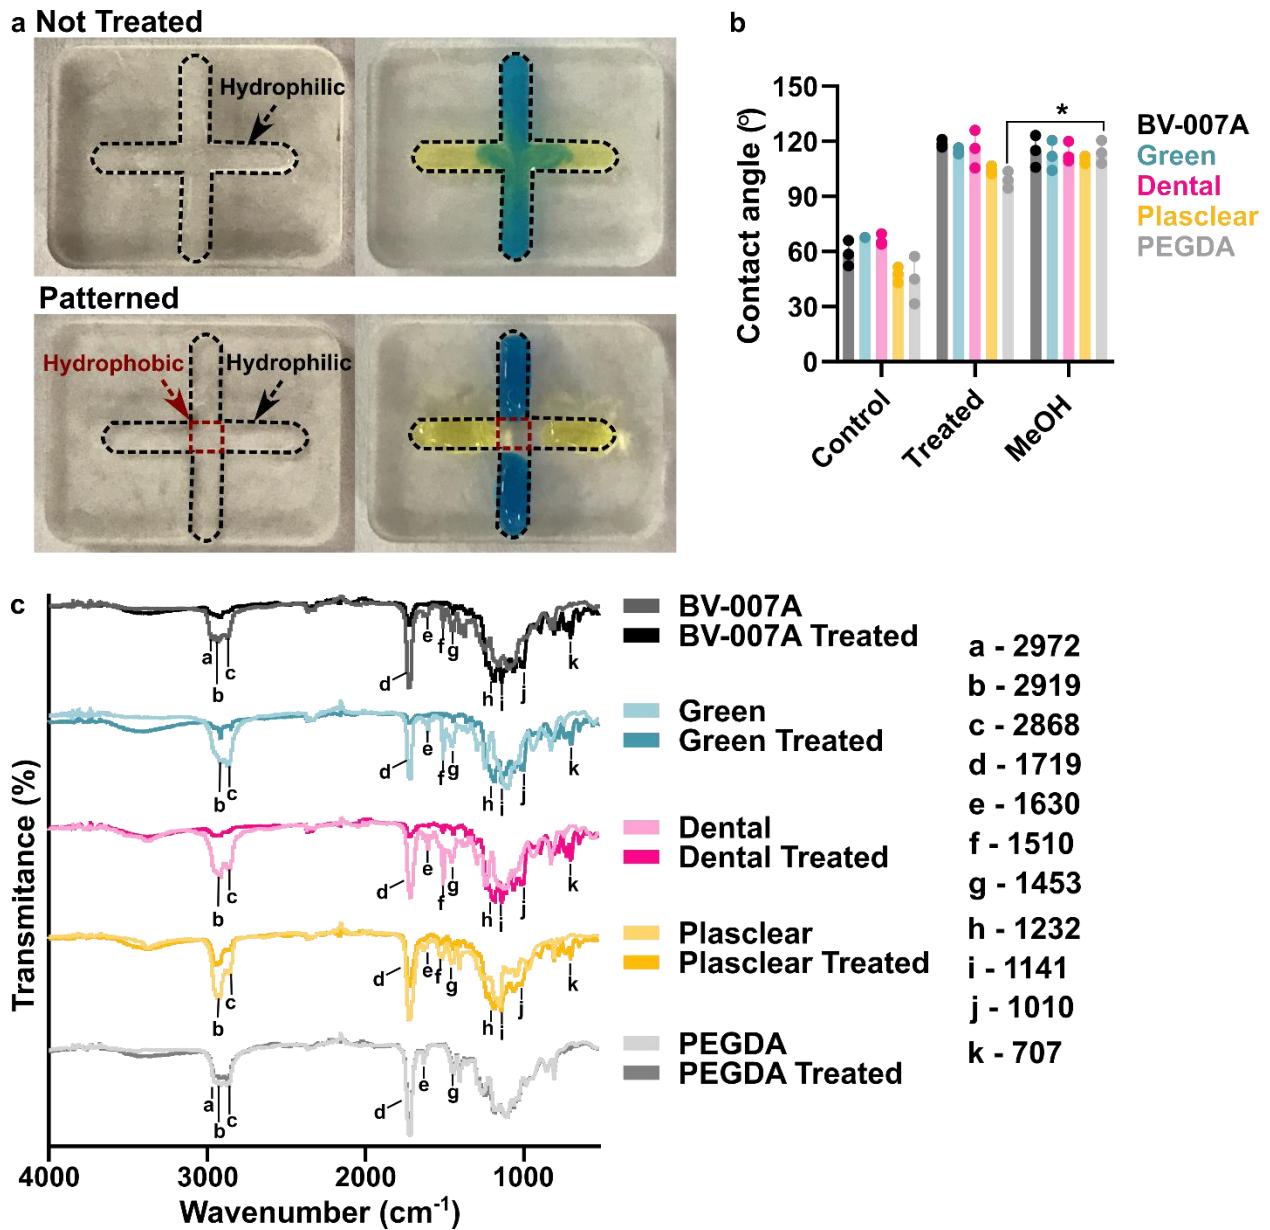 a Not Treated
Hydrophilic
Patterned
Hydrophobic
Hydrophilic
b
Contact angle (º)
150
120
90
60
30
0
*
Control
Treated
MeOH
BV-007A
Green
Dental
Plasclear
PEGDA
c
Transmitance (%)
a
b
c
d
e
f
g
h
i
j
k
b
c
d
e
f
g
h
i
j
k
b
c
d
e
f
g
h
i
j
k
b
c
d
e
f
g
h
i
j
k
a
b
c
d
e
g
4000
3000
2000
1000
Wavenumber (cm⁻¹)
BV-007A
BV-007A Treated
Green
Green Treated
Dental
Dental Treated
Plasclear
Plasclear Treated
PEGDA
PEGDA Treated
a - 2972
b - 2919
c - 2868
d - 1719
e - 1630
f - 1510
g - 1453
h - 1232
i - 1141
j - 1010
k - 707